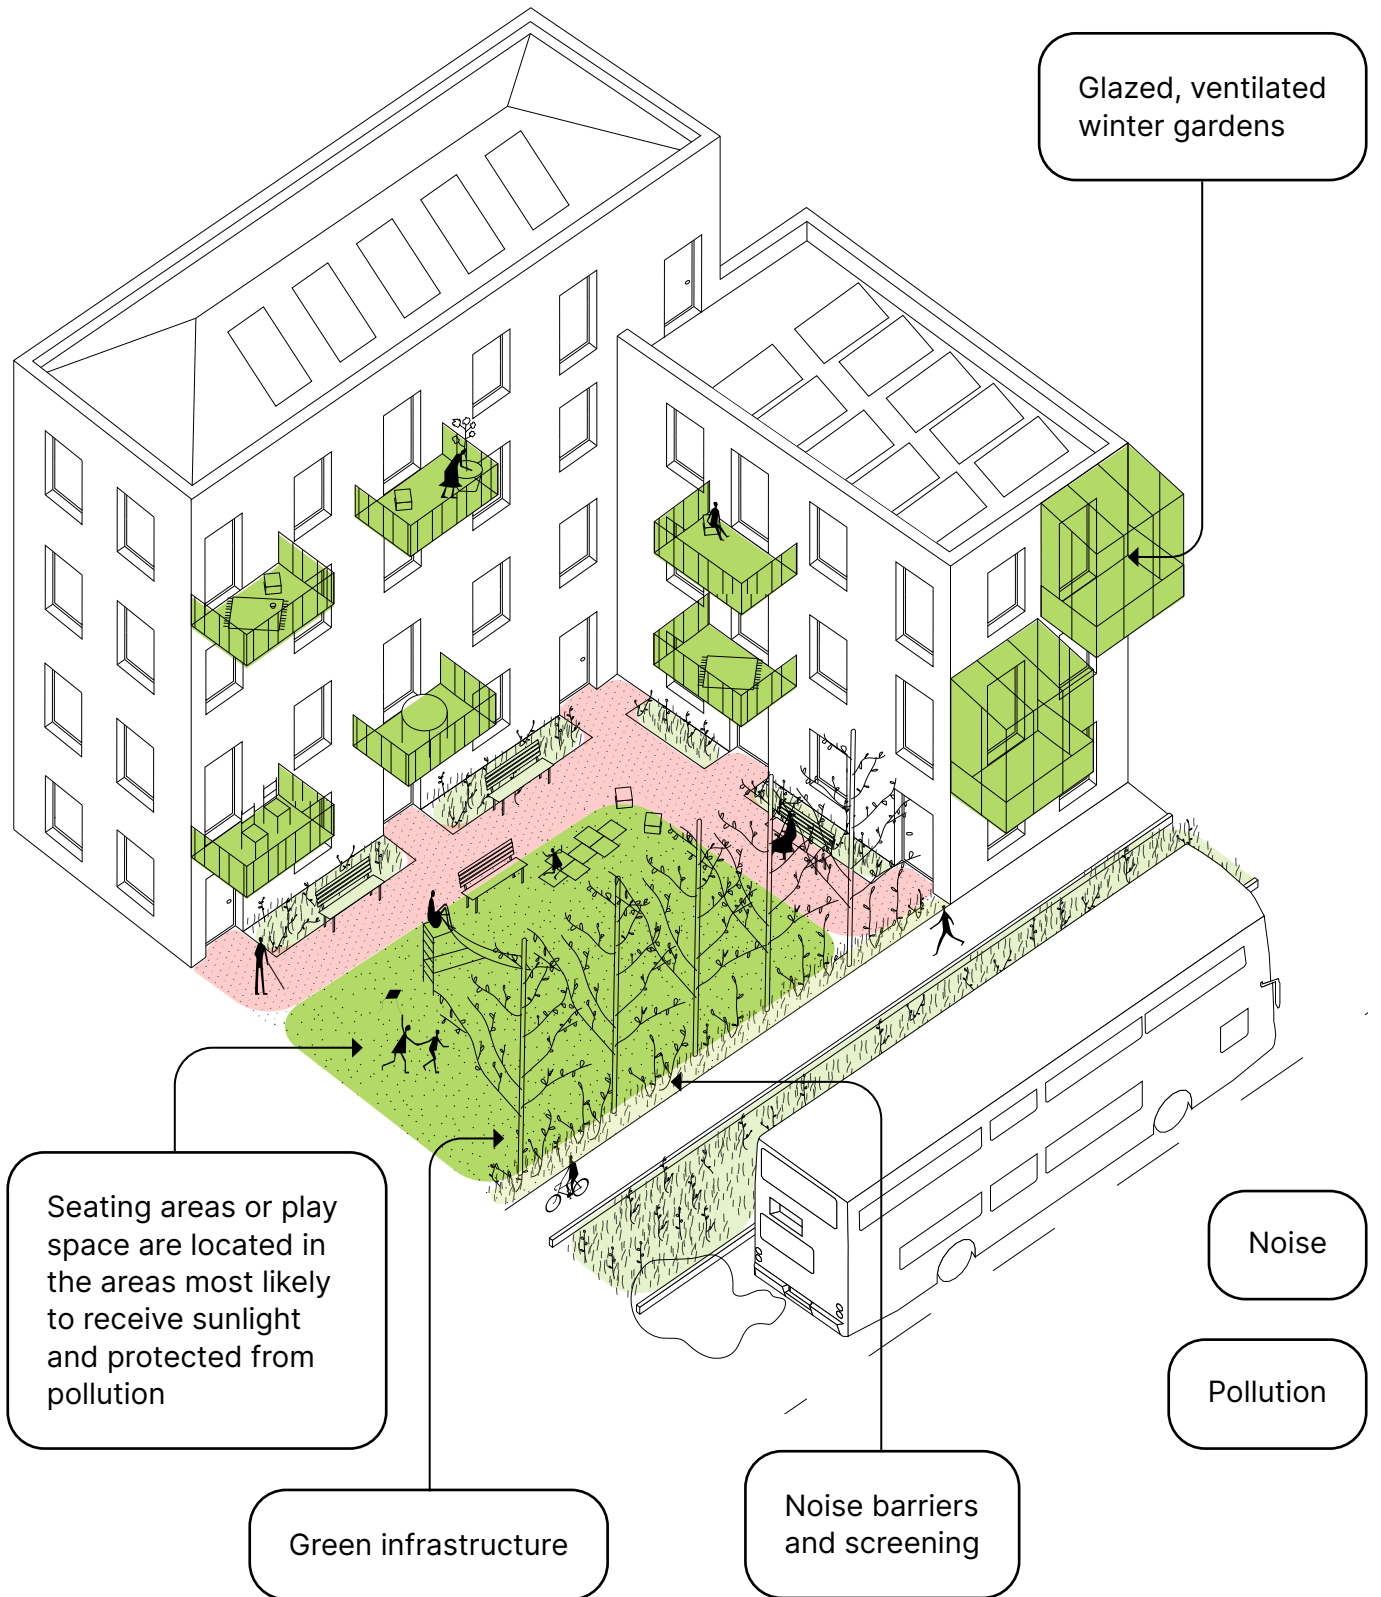 Glazed, ventilated
winter gardens
Seating areas or play
space are located in
the areas most likely
to receive sunlight
and protected from
pollution
Noise
Pollution
Noise barriers
and screening
Green infrastructure